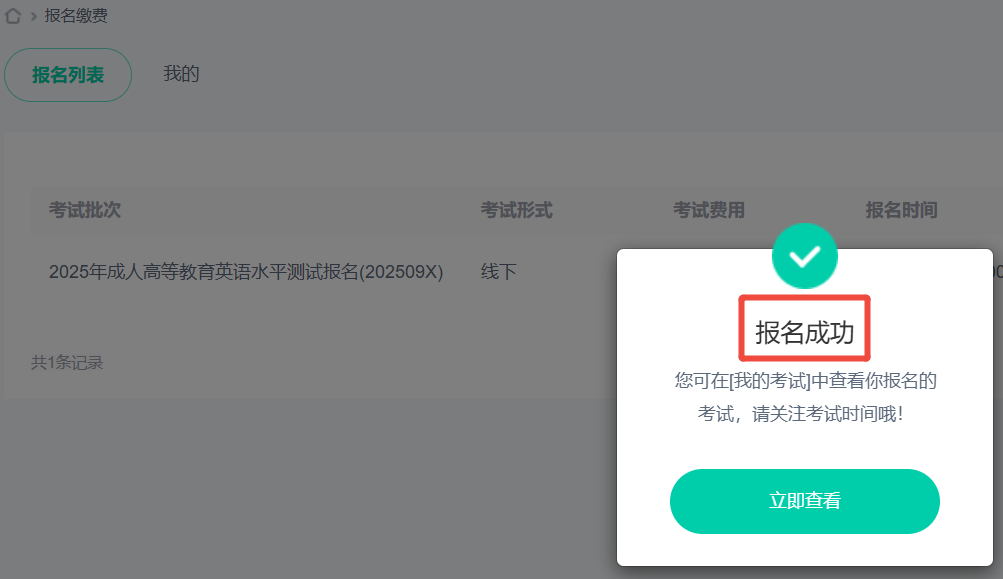 报名缴费
报名列表 我的
考试批次 考试形式 考试费用 报名时间
2025年成人高等教育英语水平测试报名(202509X) 线下
共1条记录
报名成功
您可在[我的考试]中查看你报名的
考试，请关注考试时间哦！
立即查看